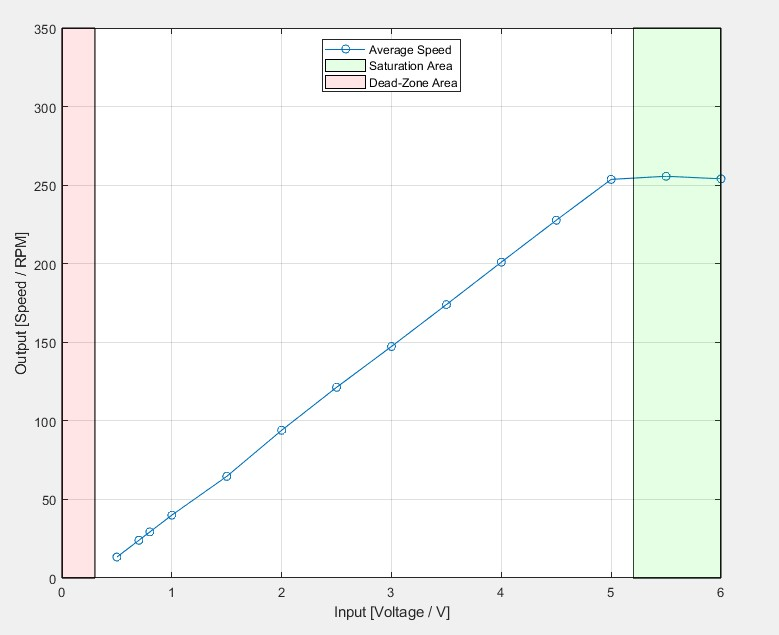 350
300
250
200
150
100
50
0
Output [Speed / RPM]
Average Speed
Saturation Area
Dead-Zone Area
0 1 2 3 4 5 6
Input [Voltage / V]